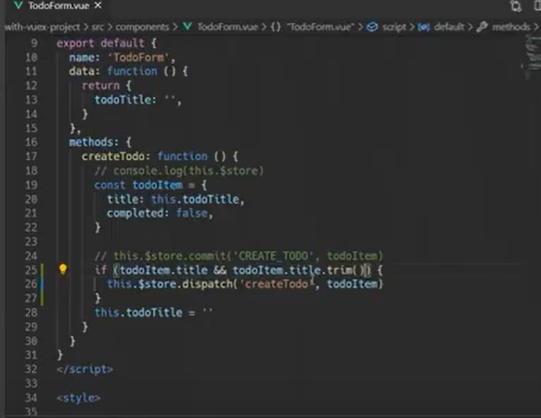 TodoForm.vue ×
with-vuex-project › src › components › TodoForm.vue › {} "TodoForm.vue" › script › default › methods ›
9 export default {
10 name: 'TodoForm',
11 data: function () {
12 return {
13 todoTitle: '',
14 }
15 },
16 methods: {
17 createTodo: function () {
18 // console.log(this.$store)
19 const todoItem = {
20 title: this.todoTitle,
21 completed: false,
22 }
23
24 // this.$store.commit('CREATE_TODO', todoItem)
25 if (todoItem.title && todoItem.title.trim()) {
26 this.$store.dispatch('createTodo', todoItem)
27 }
28 this.todoTitle = ''
29 }
30 }
31 }
32 </script>
33
34 <style>
35